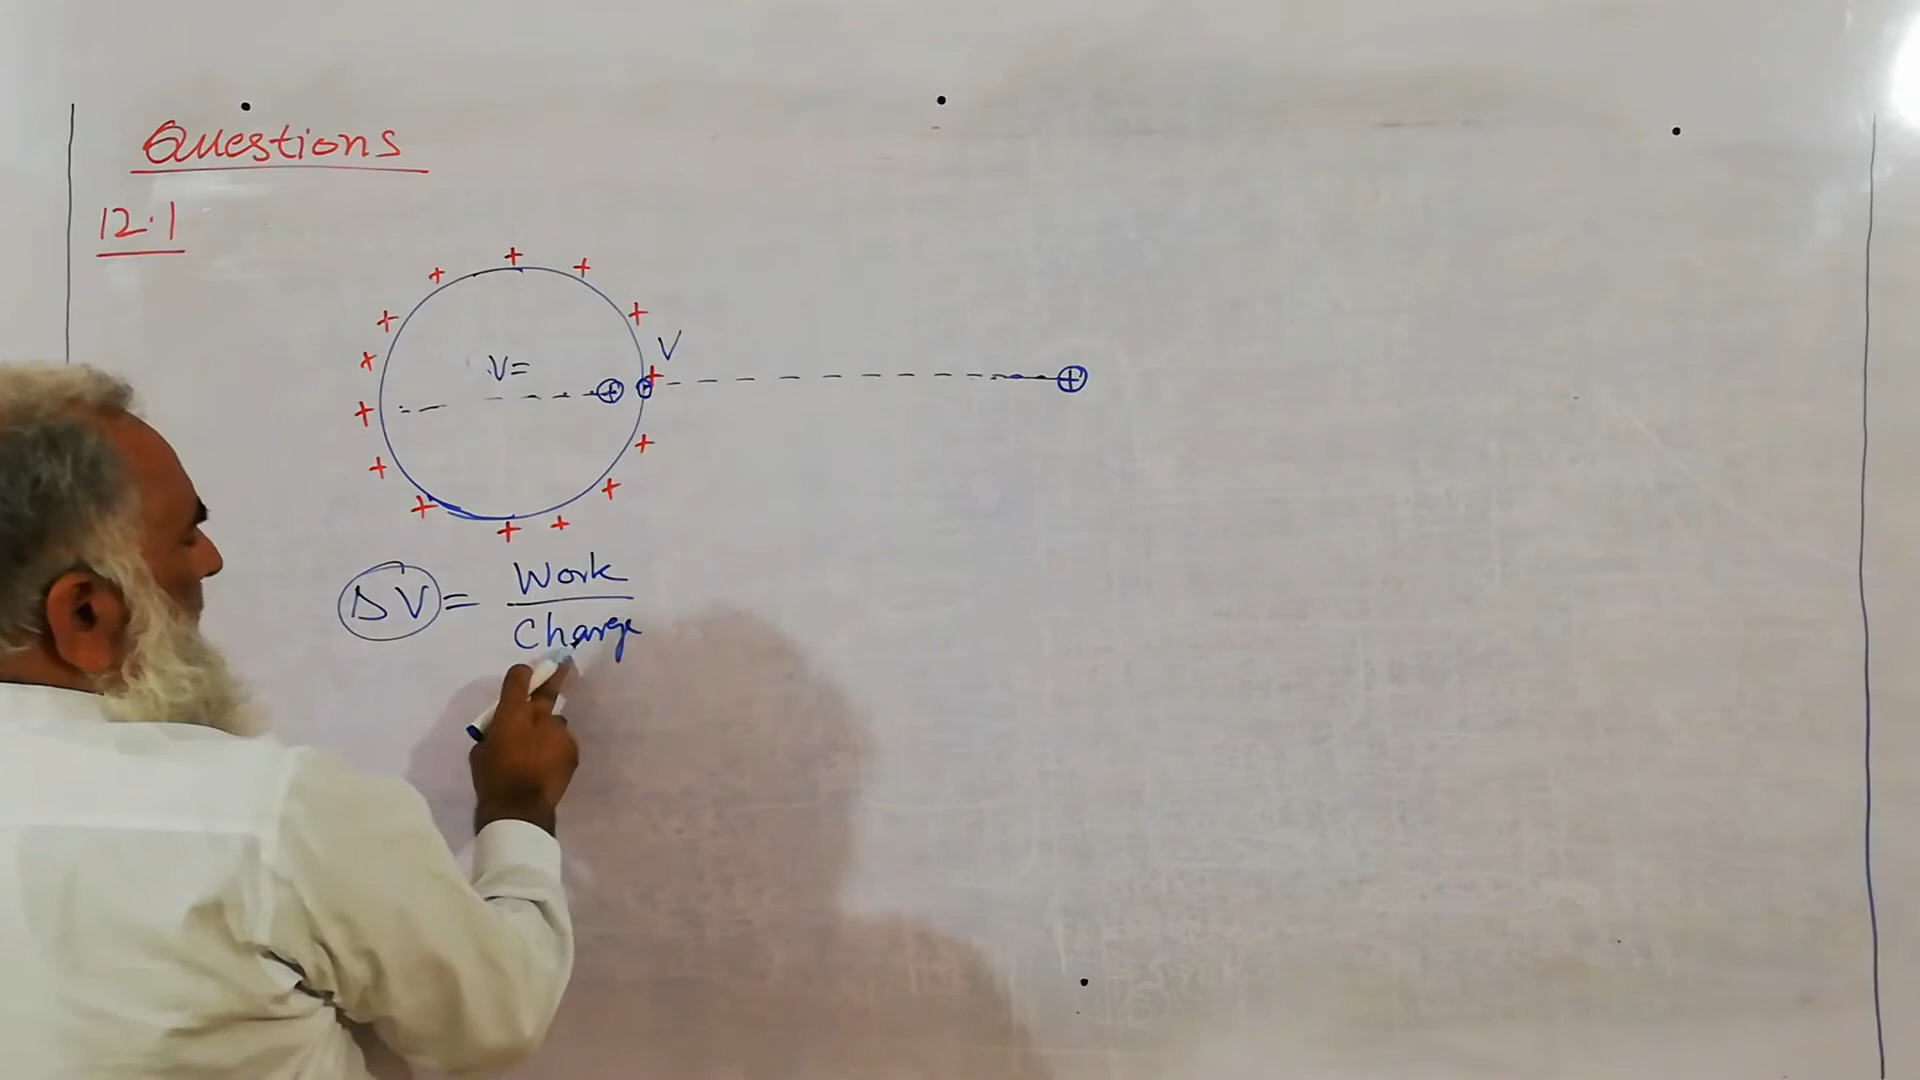 Questions
12.1
V
V=
ΔV = Work
Charge